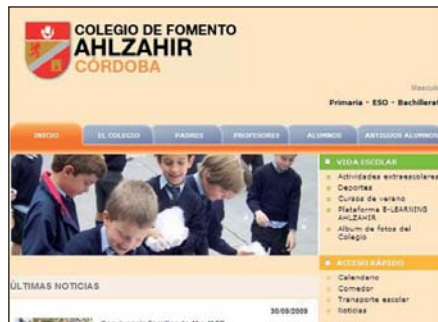 COLEGIO DE FOMENTO
AHLZAHIR
CÓRDOBA
Primaria - ESO - Bachillerat
INICIO
EL COLEGIO
PADRES
PROFESORES
ALUMNOS
ANTIGUOS ALUMNOS
VIDA ESCOLAR
Actividades extraescolares
Deportes
Cursos de verano
Plataforma E-LEARNING
AHLZAHIR
Album de fotos del
Colegio
ACCESO RÁPIDO
Calendario
Comedor
Transporte escolar
Noticias
ÚLTIMAS NOTICIAS
30/09/2009